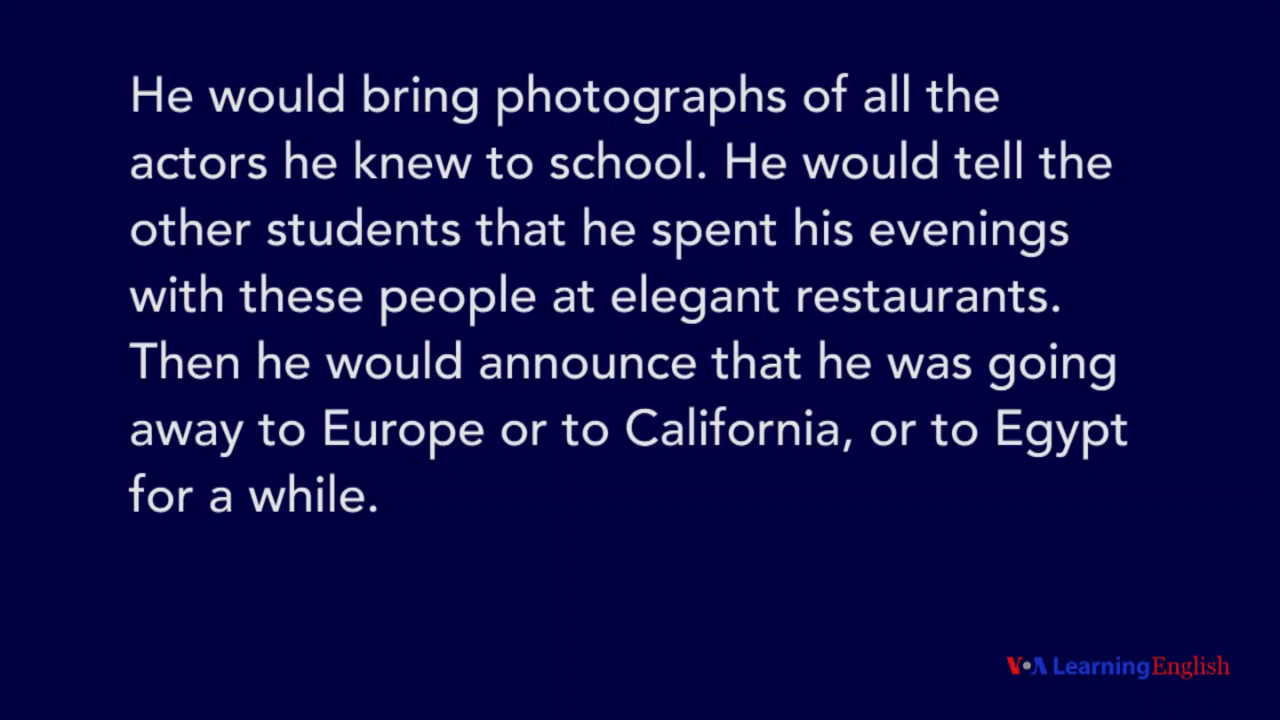 He would bring photographs of all the
actors he knew to school. He would tell the
other students that he spent his evenings
with these people at elegant restaurants.
Then he would announce that he was going
away to Europe or to California, or to Egypt
for a while.
VOA LearningEnglish